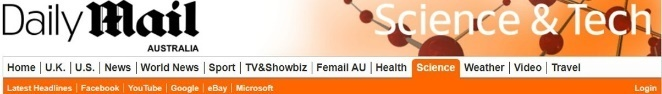 Daily Mail
AUSTRALIA
Science & Tech
Home | U.K. | U.S. | News | World News | Sport | TV&Showbiz | Femail AU | Health | Science | Weather | Video | Travel
Latest Headlines | Facebook | YouTube | Google | eBay | Microsoft
Login